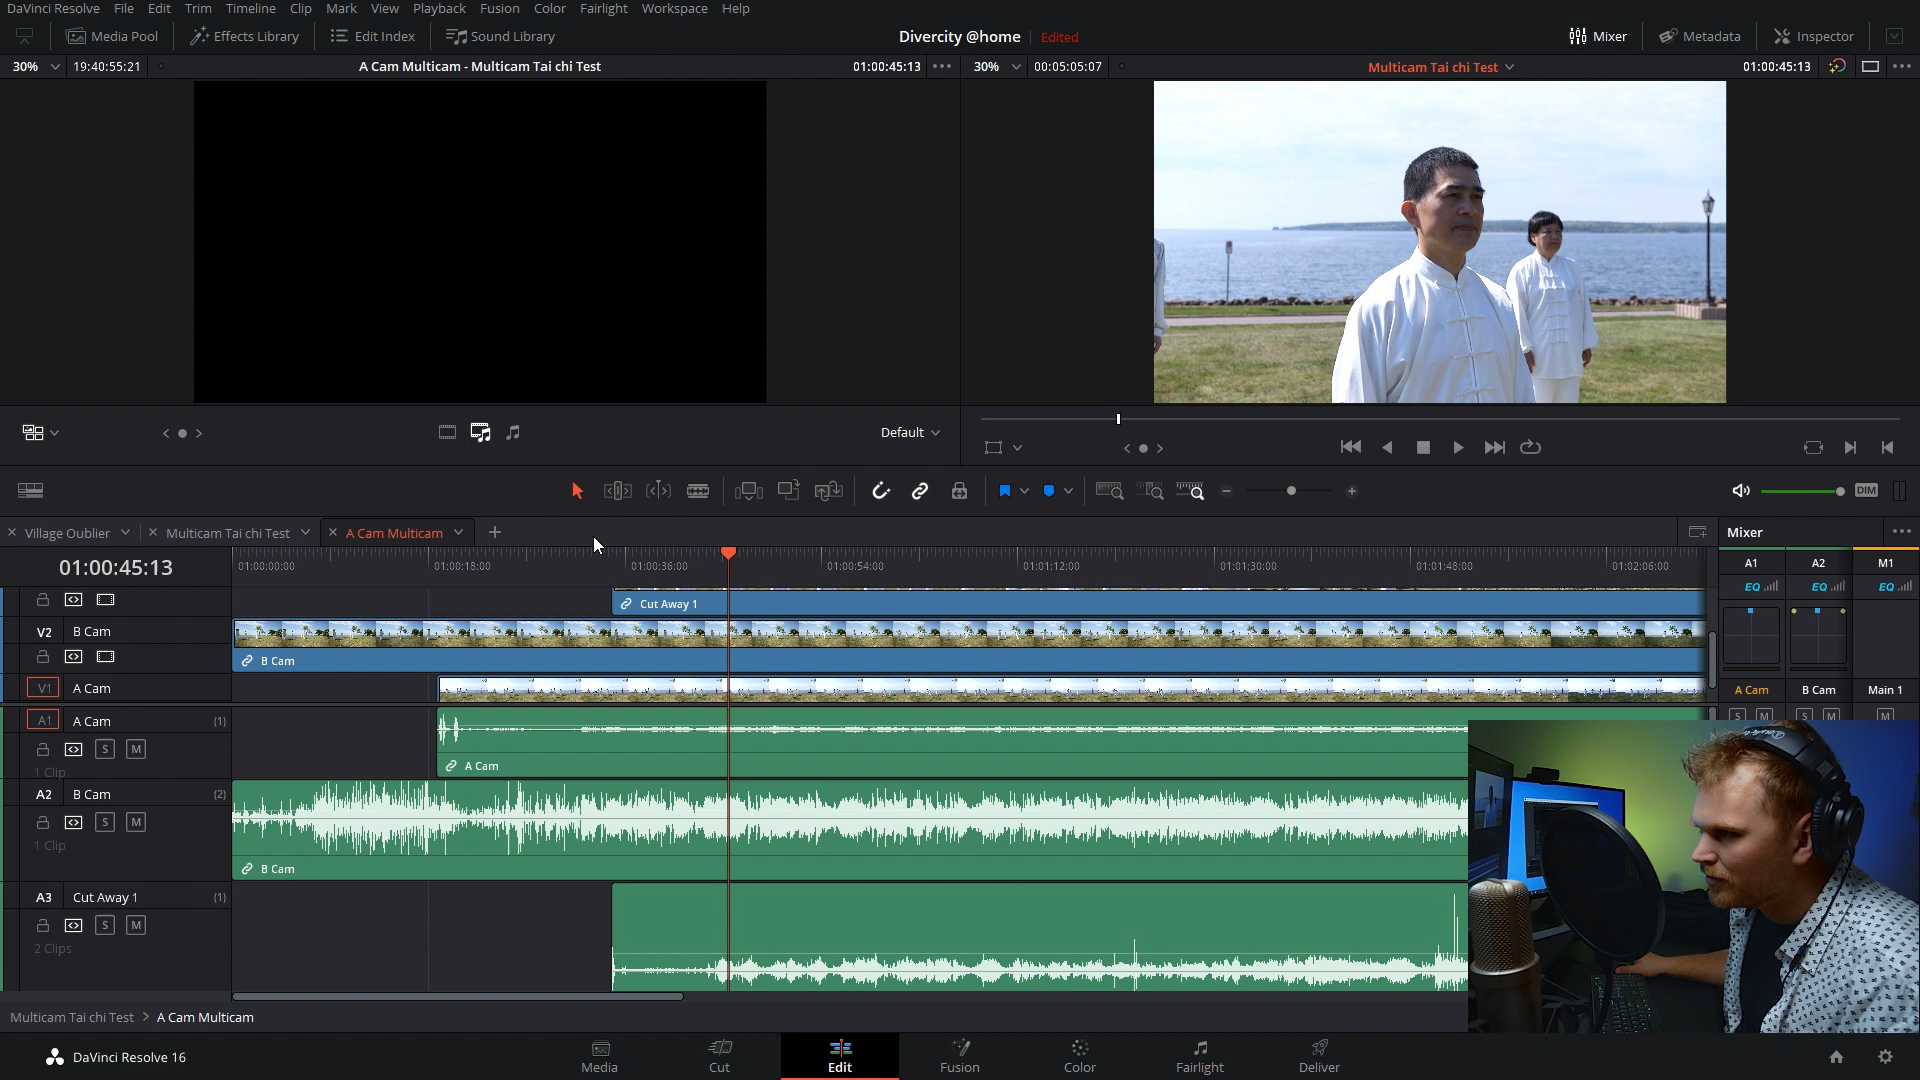 DaVinci Resolve File Edit Trim Timeline Clip Mark View Playback Fusion Color Fairlight Workspace Help
Media Pool Effects Library Edit Index Sound Library Divercity @home Edited Mixer Metadata Inspector
30% 19:40:55:21 A Cam Multicam - Multicam Tai chi Test 01:00:45:13 30% 00:05:05:07 Multicam Tai chi Test 01:00:45:13
Default
DIM
Village Oublier Multicam Tai chi Test A Cam Multicam Mixer
01:00:45:13 01:00:00:00 01:00:18:00 01:00:36:00 01:00:54:00 01:01:12:00 01:01:30:00 01:01:48:00 01:02:06:00 A1 A2 M1
EQ EQ EQ
Cut Away 1
V2 B Cam
B Cam
V1 A Cam A Cam B Cam Main 1
A1 A Cam (1) S M S M M
S M
1 Clip A Cam
A2 B Cam (2)
S M
1 Clip
B Cam
A3 Cut Away 1 (1)
S M
2 Clips
Multicam Tai chi Test > A Cam Multicam
DaVinci Resolve 16 Media Cut Edit Fusion Color Fairlight Deliver